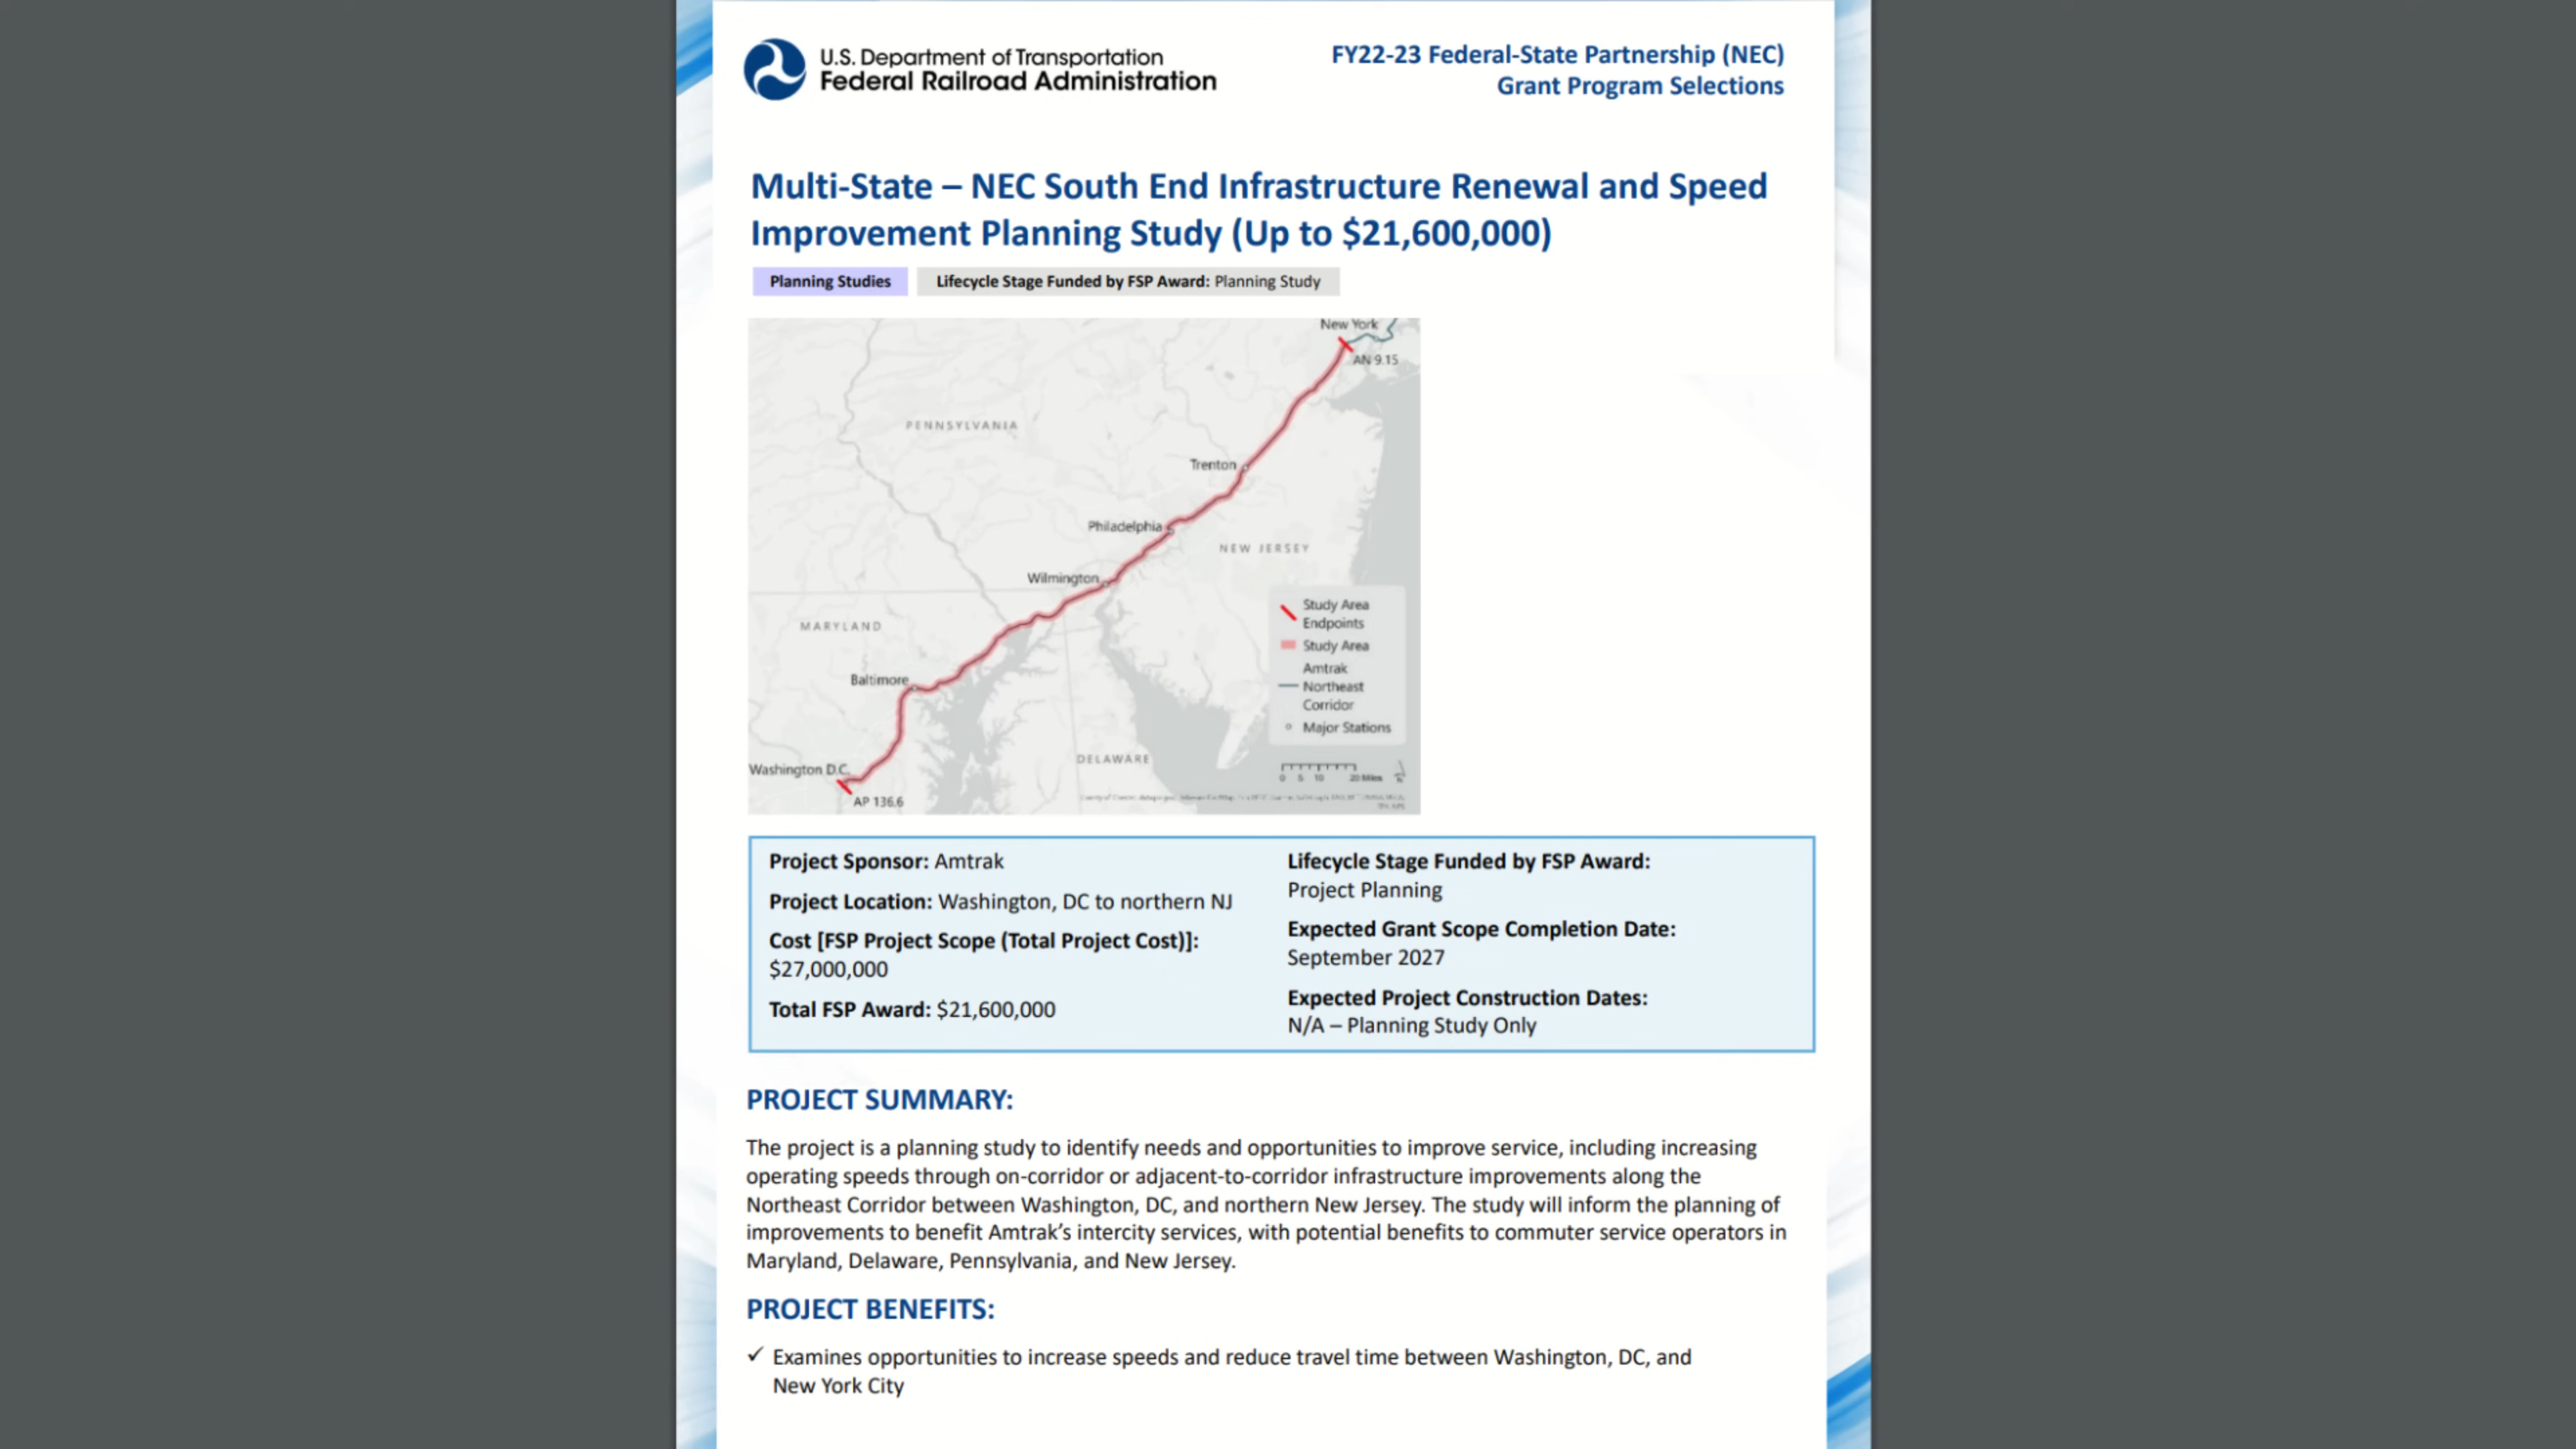 U.S. Department of Transportation
Federal Railroad Administration
FY22-23 Federal-State Partnership (NEC)
Grant Program Selections
Multi-State – NEC South End Infrastructure Renewal and Speed
Improvement Planning Study (Up to $21,600,000)
Planning Studies
Lifecycle Stage Funded by FSP Award: Planning Study
New York
AN 9.15
PENNSYLVANIA
Trenton
Philadelphia
NEW JERSEY
Wilmington
MARYLAND
Baltimore
DELAWARE
Washington D.C.
AP 136.6
Study Area
Endpoints
Study Area
Amtrak
Northeast
Corridor
Major Stations
0 5 10 20 Miles
Project Sponsor: Amtrak
Project Location: Washington, DC to northern NJ
Cost [FSP Project Scope (Total Project Cost)]:
$27,000,000
Total FSP Award: $21,600,000
Lifecycle Stage Funded by FSP Award:
Project Planning
Expected Grant Scope Completion Date:
September 2027
Expected Project Construction Dates:
N/A – Planning Study Only
PROJECT SUMMARY:
The project is a planning study to identify needs and opportunities to improve service, including increasing
operating speeds through on-corridor or adjacent-to-corridor infrastructure improvements along the
Northeast Corridor between Washington, DC, and northern New Jersey. The study will inform the planning of
improvements to benefit Amtrak’s intercity services, with potential benefits to commuter service operators in
Maryland, Delaware, Pennsylvania, and New Jersey.
PROJECT BENEFITS:
✓ Examines opportunities to increase speeds and reduce travel time between Washington, DC, and
New York City